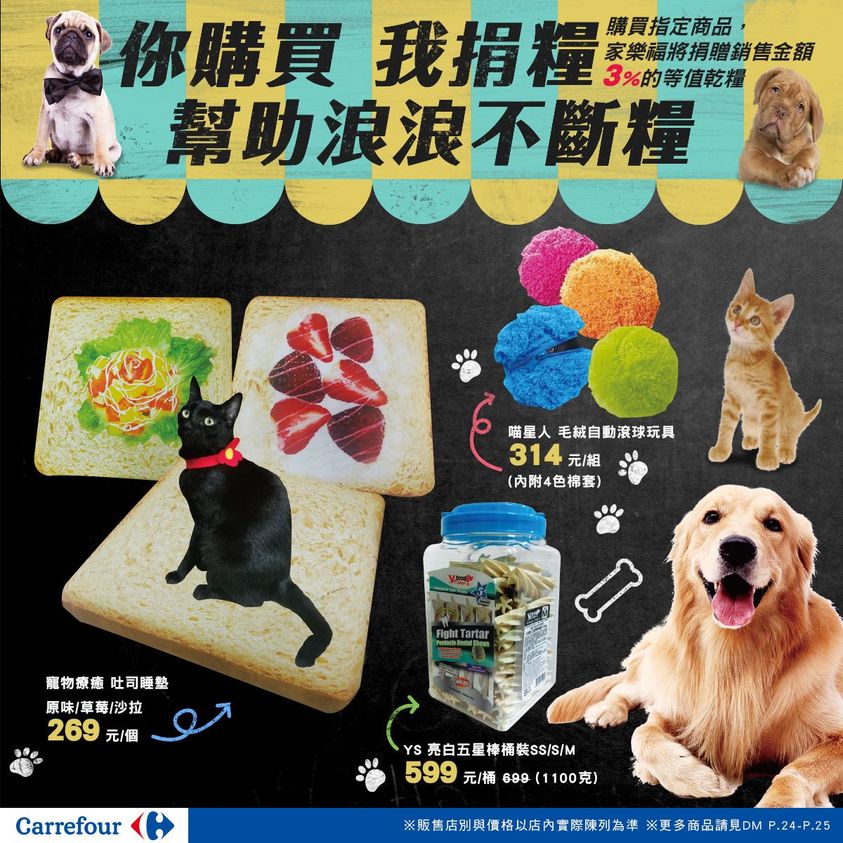 你購買 我捐糧
購買指定商品，
家樂福將捐贈銷售金額
3%的等值乾糧
幫助浪浪不斷糧
喵星人 毛絨自動滾球玩具
314 元/組
(內附4色棉套)
Fight Tartar
Pentacle Dental Chews
寵物療癒 吐司睡墊
原味/草莓/沙拉
269 元/個
YS 亮白五星棒桶裝SS/S/M
599 元/桶 699 (1100克)
Carrefour
※販售店別與價格以店內實際陳列為準 ※更多商品請見DM P.24-P.25